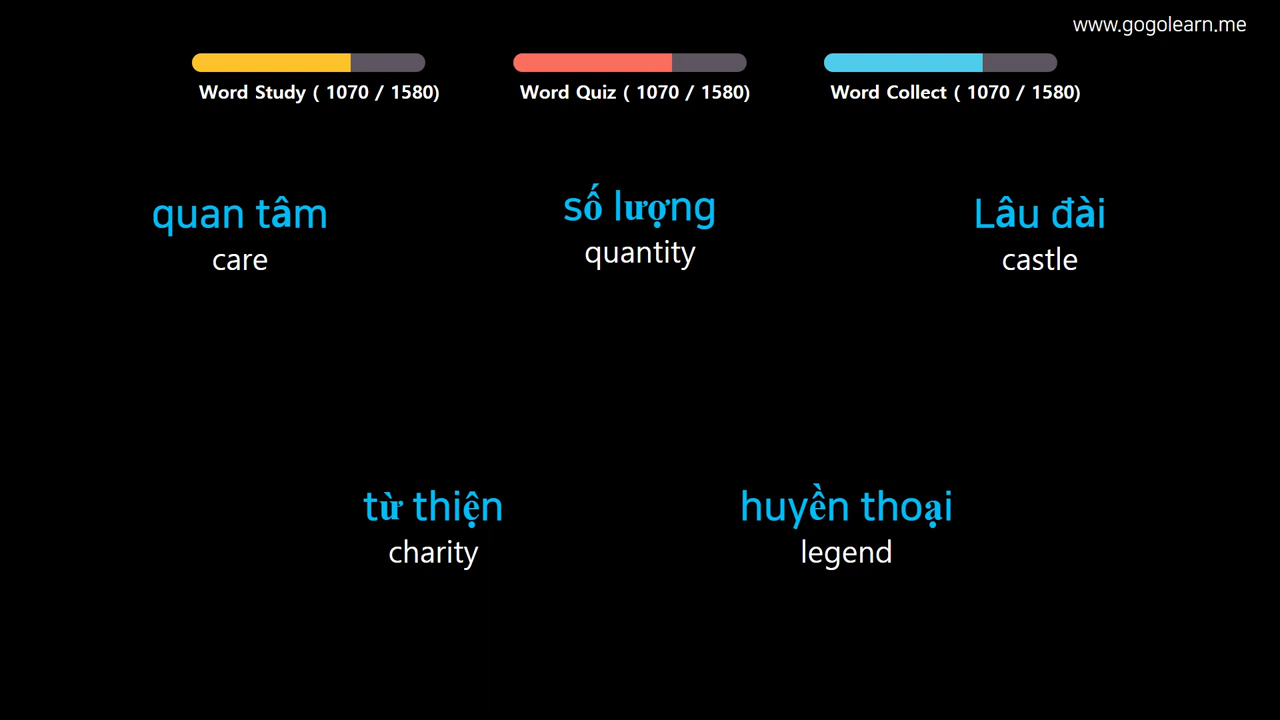 www.gogolearn.me
Word Study ( 1070 / 1580)
Word Quiz ( 1070 / 1580)
Word Collect ( 1070 / 1580)
quan tâm
care
số lượng
quantity
Lâu đài
castle
từ thiện
charity
huyền thoại
legend